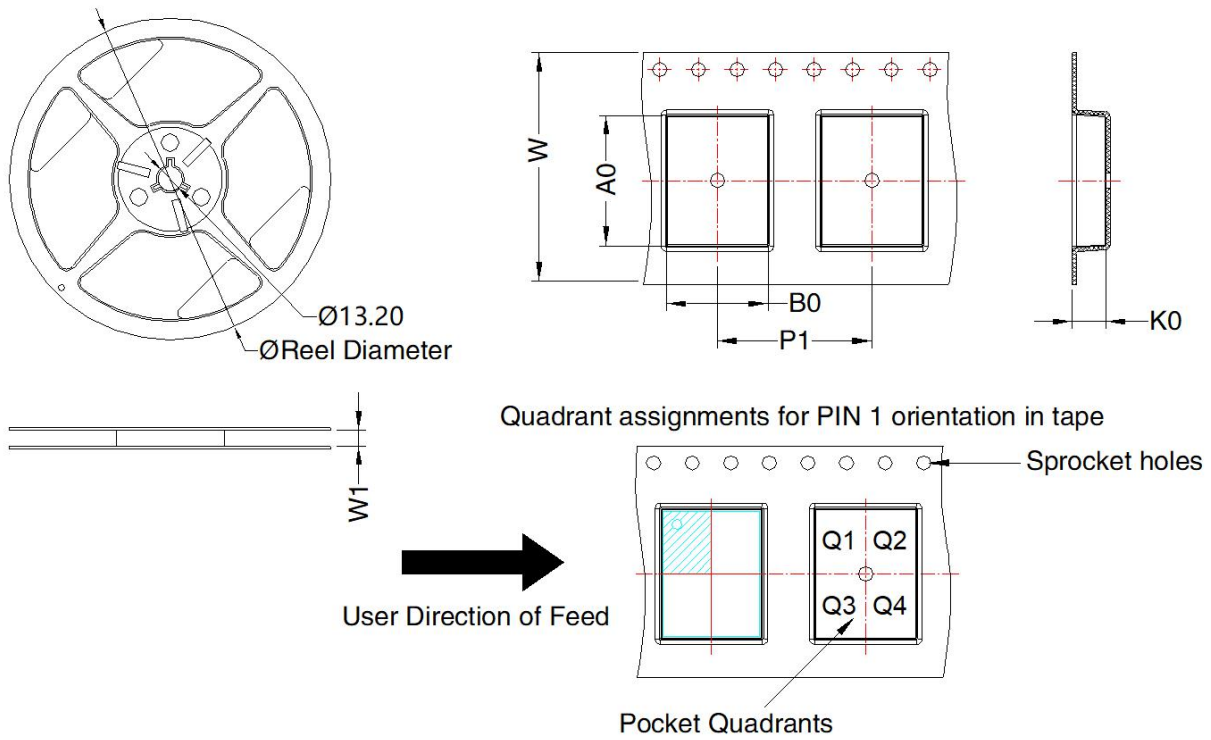 W
A0
B0
P1
K0
Ø13.20
ØReel Diameter
W1
Quadrant assignments for PIN 1 orientation in tape
Sprocket holes
Q1 Q2
Q3 Q4
User Direction of Feed
Pocket Quadrants